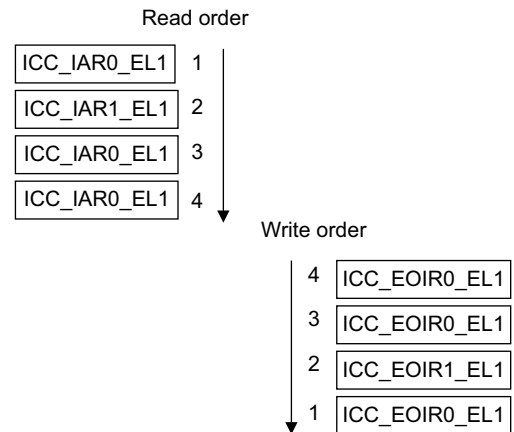 Read order
ICC_IAR0_EL1 1
ICC_IAR1_EL1 2
ICC_IAR0_EL1 3
ICC_IAR0_EL1 4
Write order
4 ICC_EOIR0_EL1
3 ICC_EOIR0_EL1
2 ICC_EOIR1_EL1
1 ICC_EOIR0_EL1